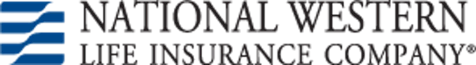 NATIONAL WESTERN
LIFE INSURANCE COMPANY®